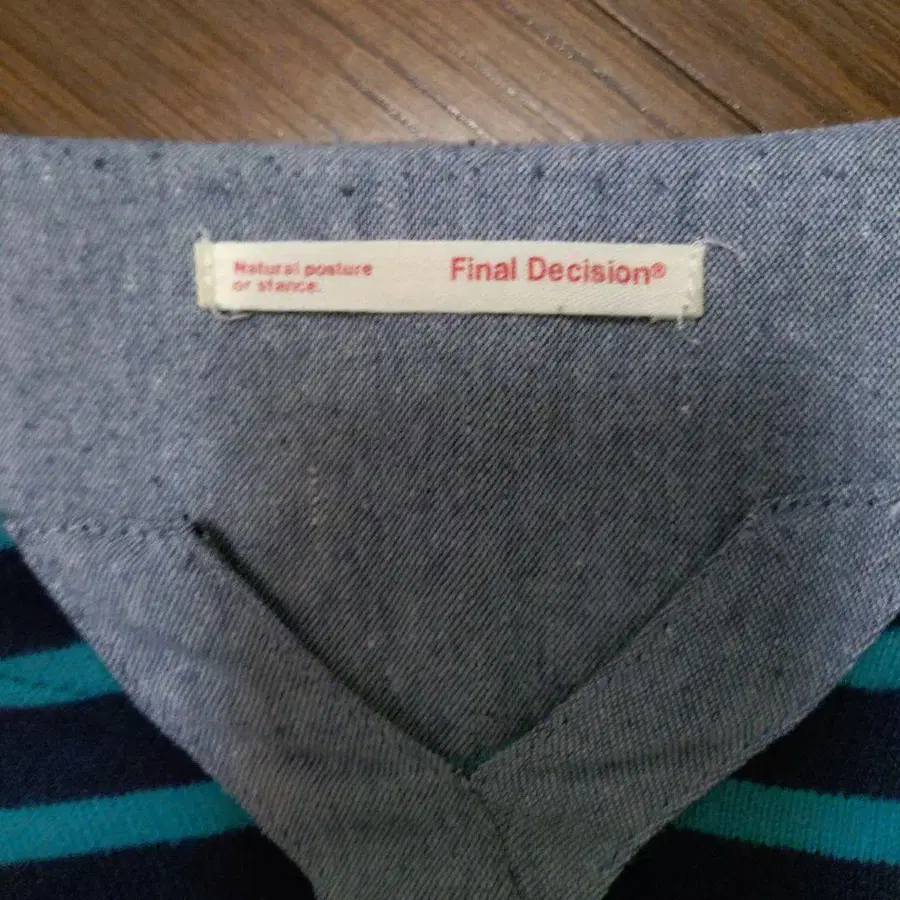 Natural posture
or stance.
Final Decision®